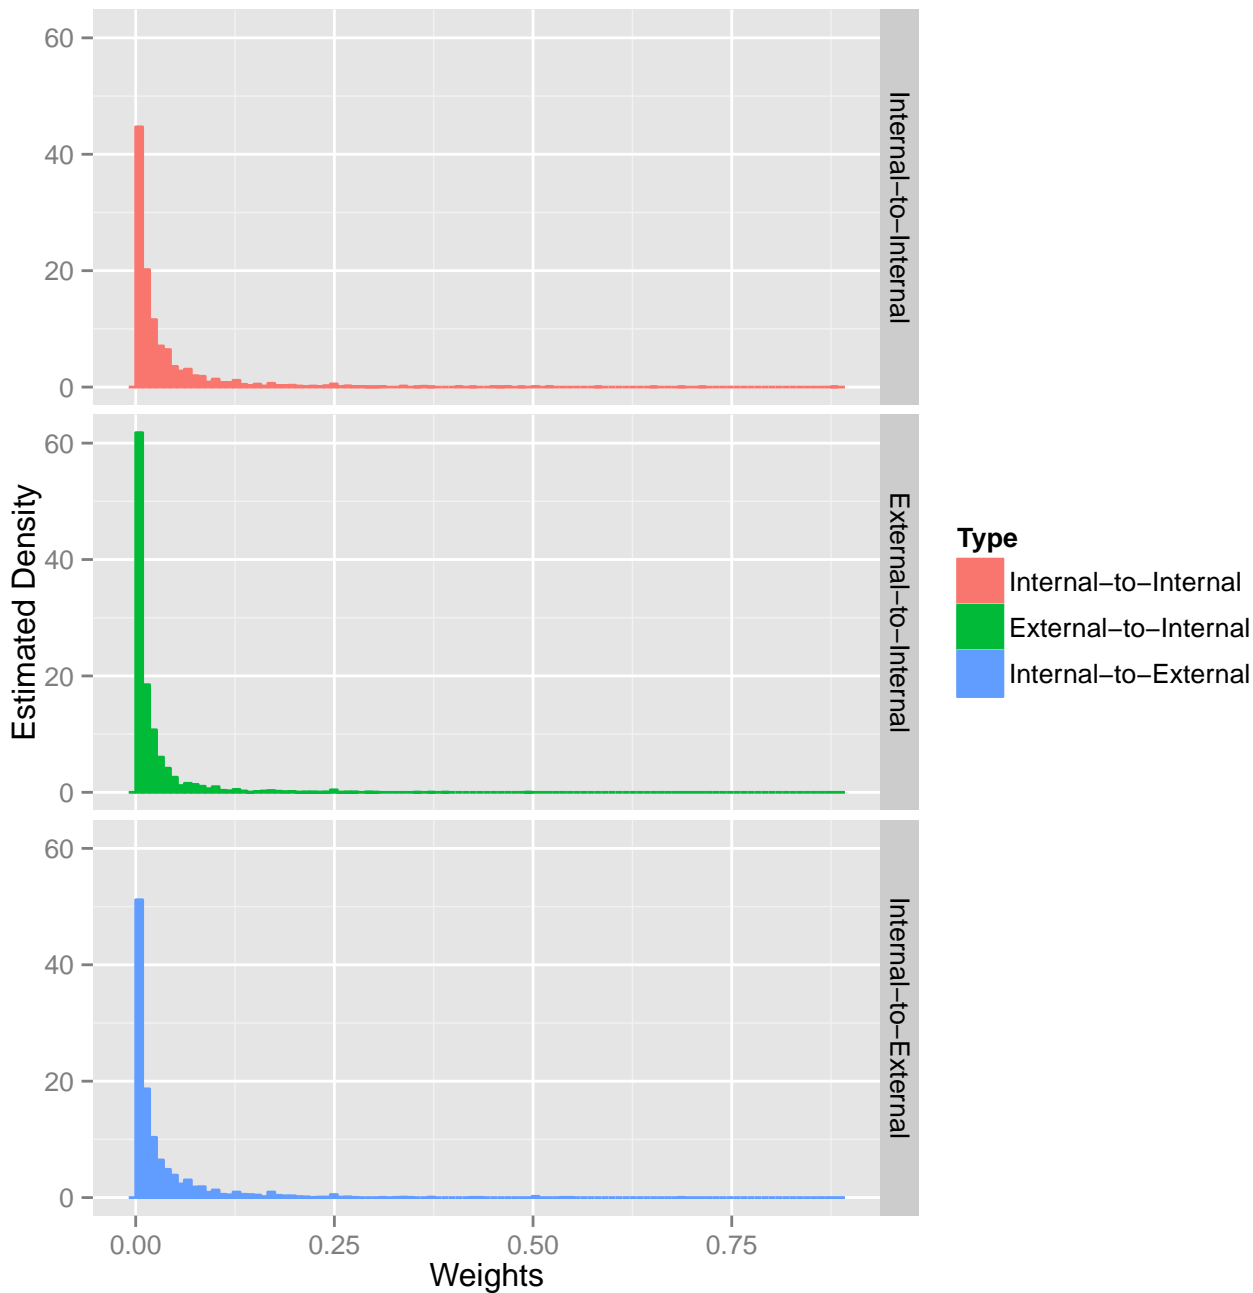 60
40
20
0
Internal−to−Internal
60
40
20
0
External−to−Internal
60
40
20
0
Internal−to−External
0.00
0.25
0.50
0.75
Weights
Estimated Density
Type
Internal−to−Internal
External−to−Internal
Internal−to−External